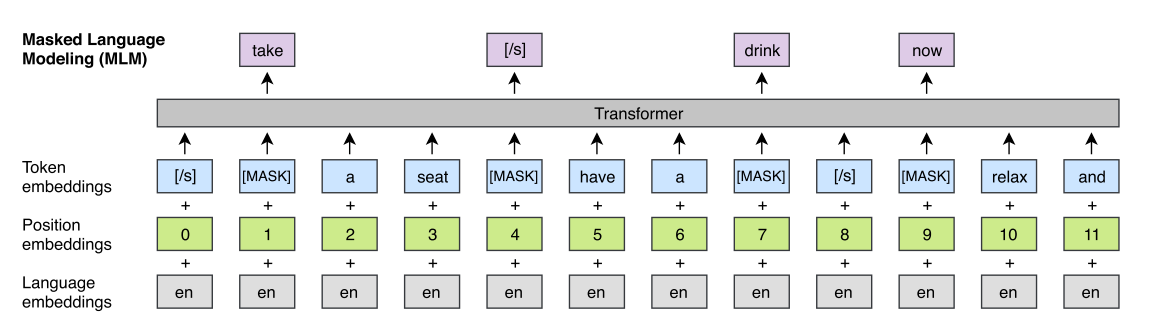 Masked Language
Modeling (MLM)
take [/s] drink now
Transformer
Token
embeddings
[/s] [MASK] a seat [MASK] have a [MASK] [/s] [MASK] relax and
+ + + + + + + + + + + +
Position
embeddings
0 1 2 3 4 5 6 7 8 9 10 11
+ + + + + + + + + + + +
Language
embeddings
en en en en en en en en en en en en